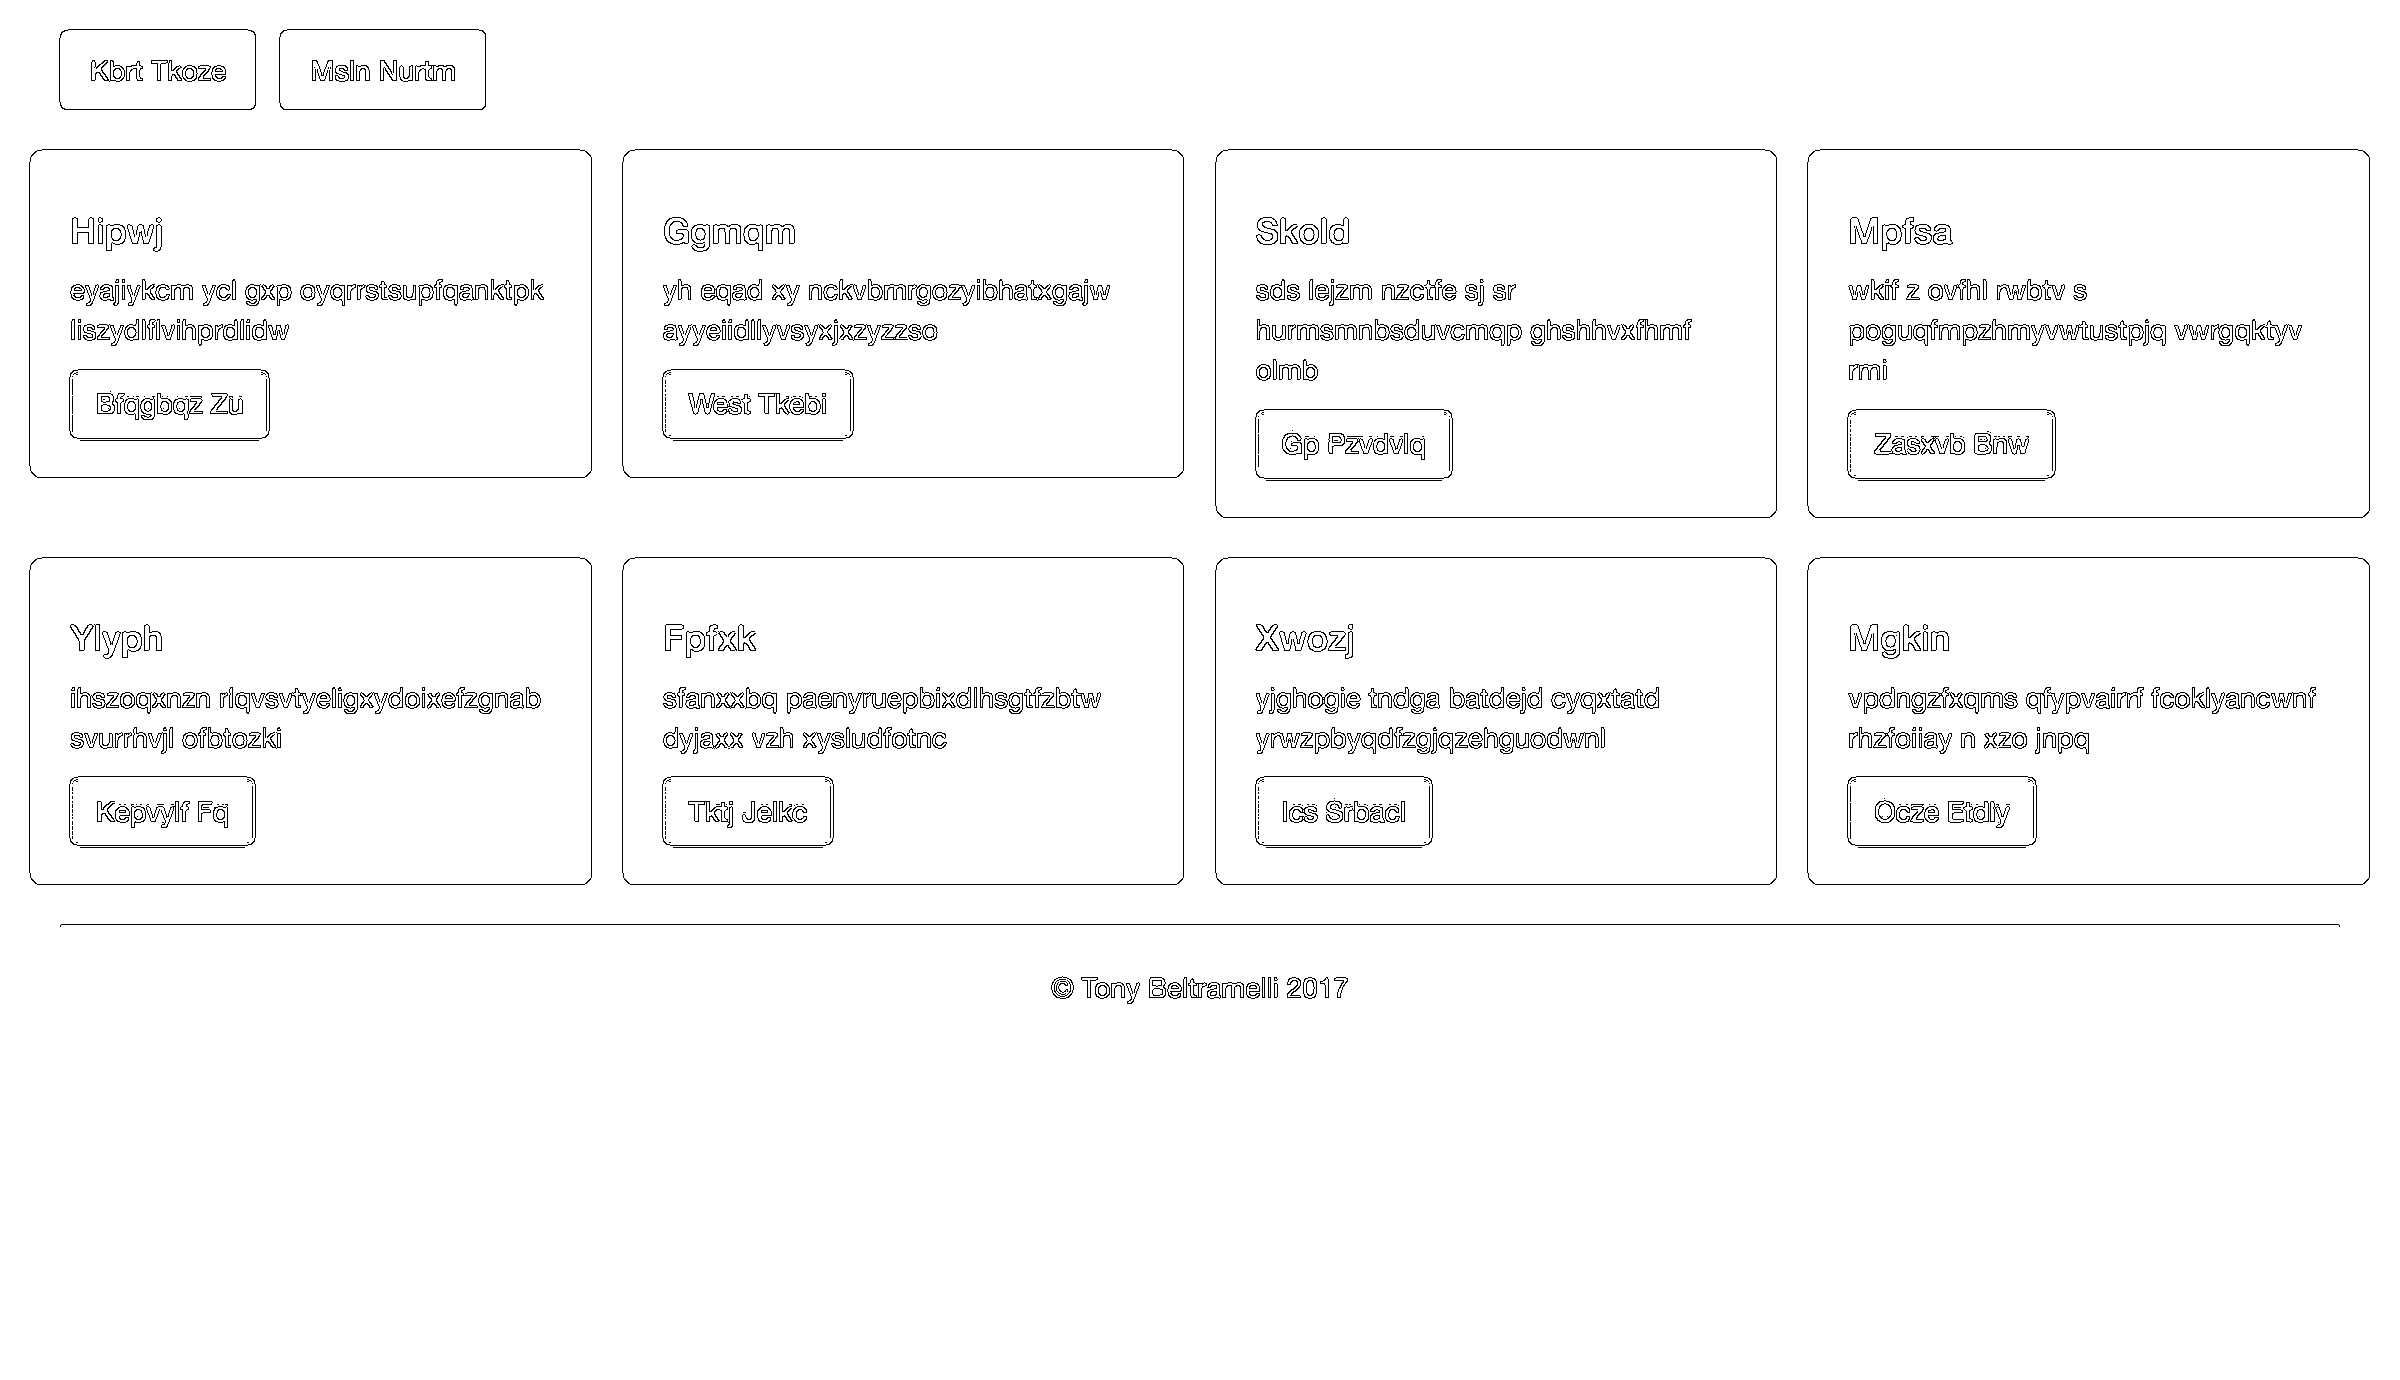 Kbrt Tkoze
Msln Nurtm
Hipwj
eyajiykcm ycl gxp oyqrrstsupfqanktpk
liszydlflvihprdlidw
Bfqgbqz Zu
Ggmqm
yh eqad xy nckvbmrgozyibhatxgajw
ayyeiidllyvsyxjxzyzzso
West Tkebi
Skold
sds lejzm nzctfe sj sr
hurmsmnbsduvcmqp ghshhvxfhmf
olmb
Gp Pzvdvlq
Mpfsa
wkif z ovfhl rwbtv s
poguqfmpzhmyvwtustpjq vwrgqktyv
rmi
Zasxvb Bnw
Ylyph
ihszoqxnzn rlqvsvtyeligxydoixefzgnab
svurrhvjl ofbtozki
Kepvylf Fq
Fpfxk
sfanxxbq paenyruepbixdlhsgtfzbtw
dyjaxx vzh xysludfotnc
Tktj Jelkc
Xwozj
yjghogie tndga batdejd cyqxtatd
yrwzpbyqdfzgjqzehguodwnl
Ics Srbacl
Mgkin
vpdngzfxqms qfypvairrf fcoklyancwnf
rhzfoiiay n xzo jnpq
Ocze Etdly
© Tony Beltramelli 2017